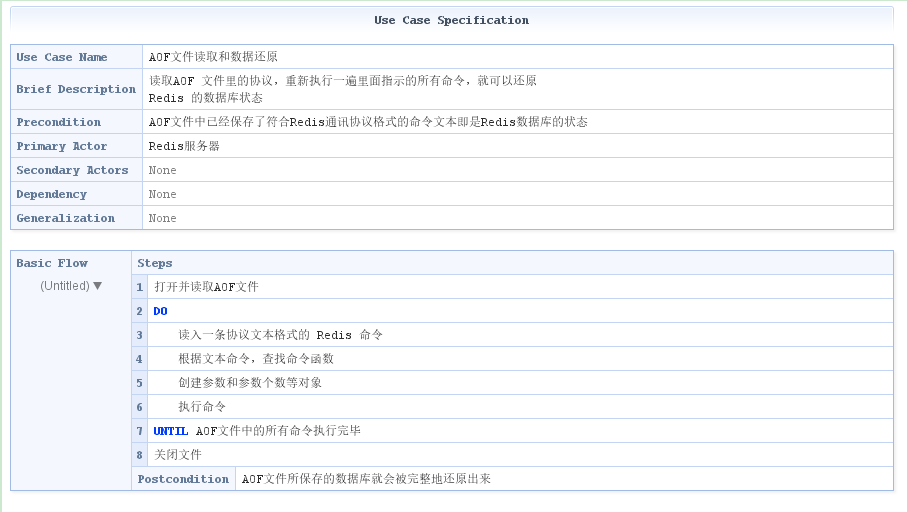 Use Case Specification
Use Case Name AOF文件读取和数据还原
Brief Description 读取AOF 文件里的协议，重新执行一遍里面指示的所有命令，就可以还原
Redis 的数据库状态
Precondition AOF文件中已经保存了符合Redis通讯协议格式的命令文本即是Redis数据库的状态
Primary Actor Redis服务器
Secondary Actors None
Dependency None
Generalization None
Basic Flow Steps
(Untitled) ▼ 1 打开并读取AOF文件
2 DO
3 读入一条协议文本格式的 Redis 命令
4 根据文本命令，查找命令函数
5 创建参数和参数个数等对象
6 执行命令
7 UNTIL AOF文件中的所有命令执行完毕
8 关闭文件
Postcondition AOF文件所保存的数据库就会被完整地还原出来